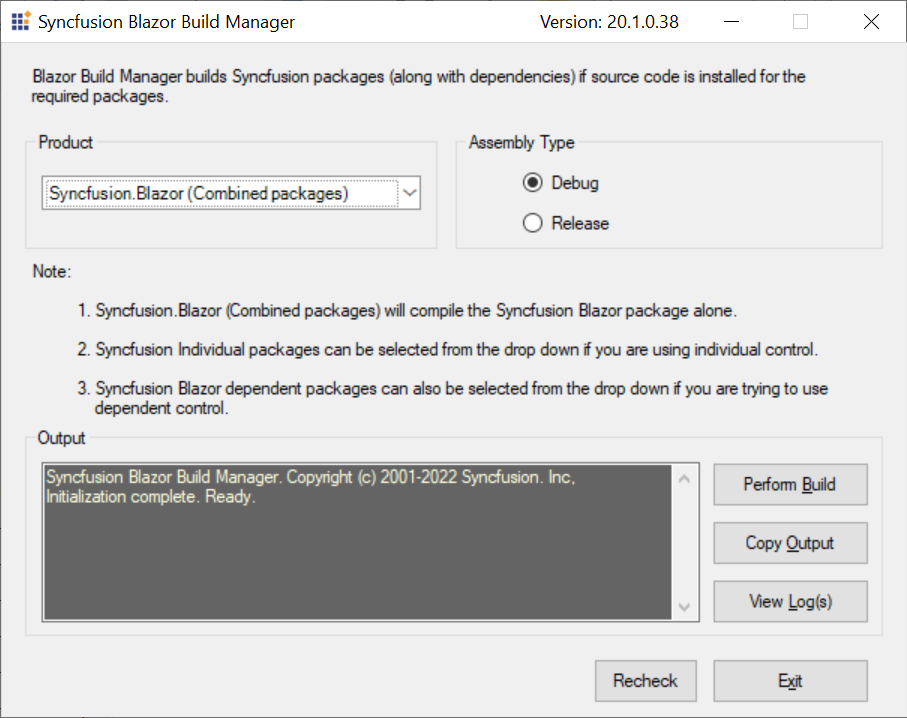 Syncfusion Blazor Build Manager Version: 20.1.0.38
Blazor Build Manager builds Syncfusion packages (along with dependencies) if source code is installed for the
required packages.
Product
Syncfusion.Blazor (Combined packages)
Assembly Type
Debug
Release
Note:
1. Syncfusion.Blazor (Combined packages) will compile the Syncfusion Blazor package alone.
2. Syncfusion Individual packages can be selected from the drop down if you are using individual control.
3. Syncfusion Blazor dependent packages can also be selected from the drop down if you are trying to use
dependent control.
Output
Syncfusion Blazor Build Manager. Copyright (c) 2001-2022 Syncfusion. Inc,
Initialization complete. Ready.
Perform Build
Copy Output
View Log(s)
Recheck
Exit